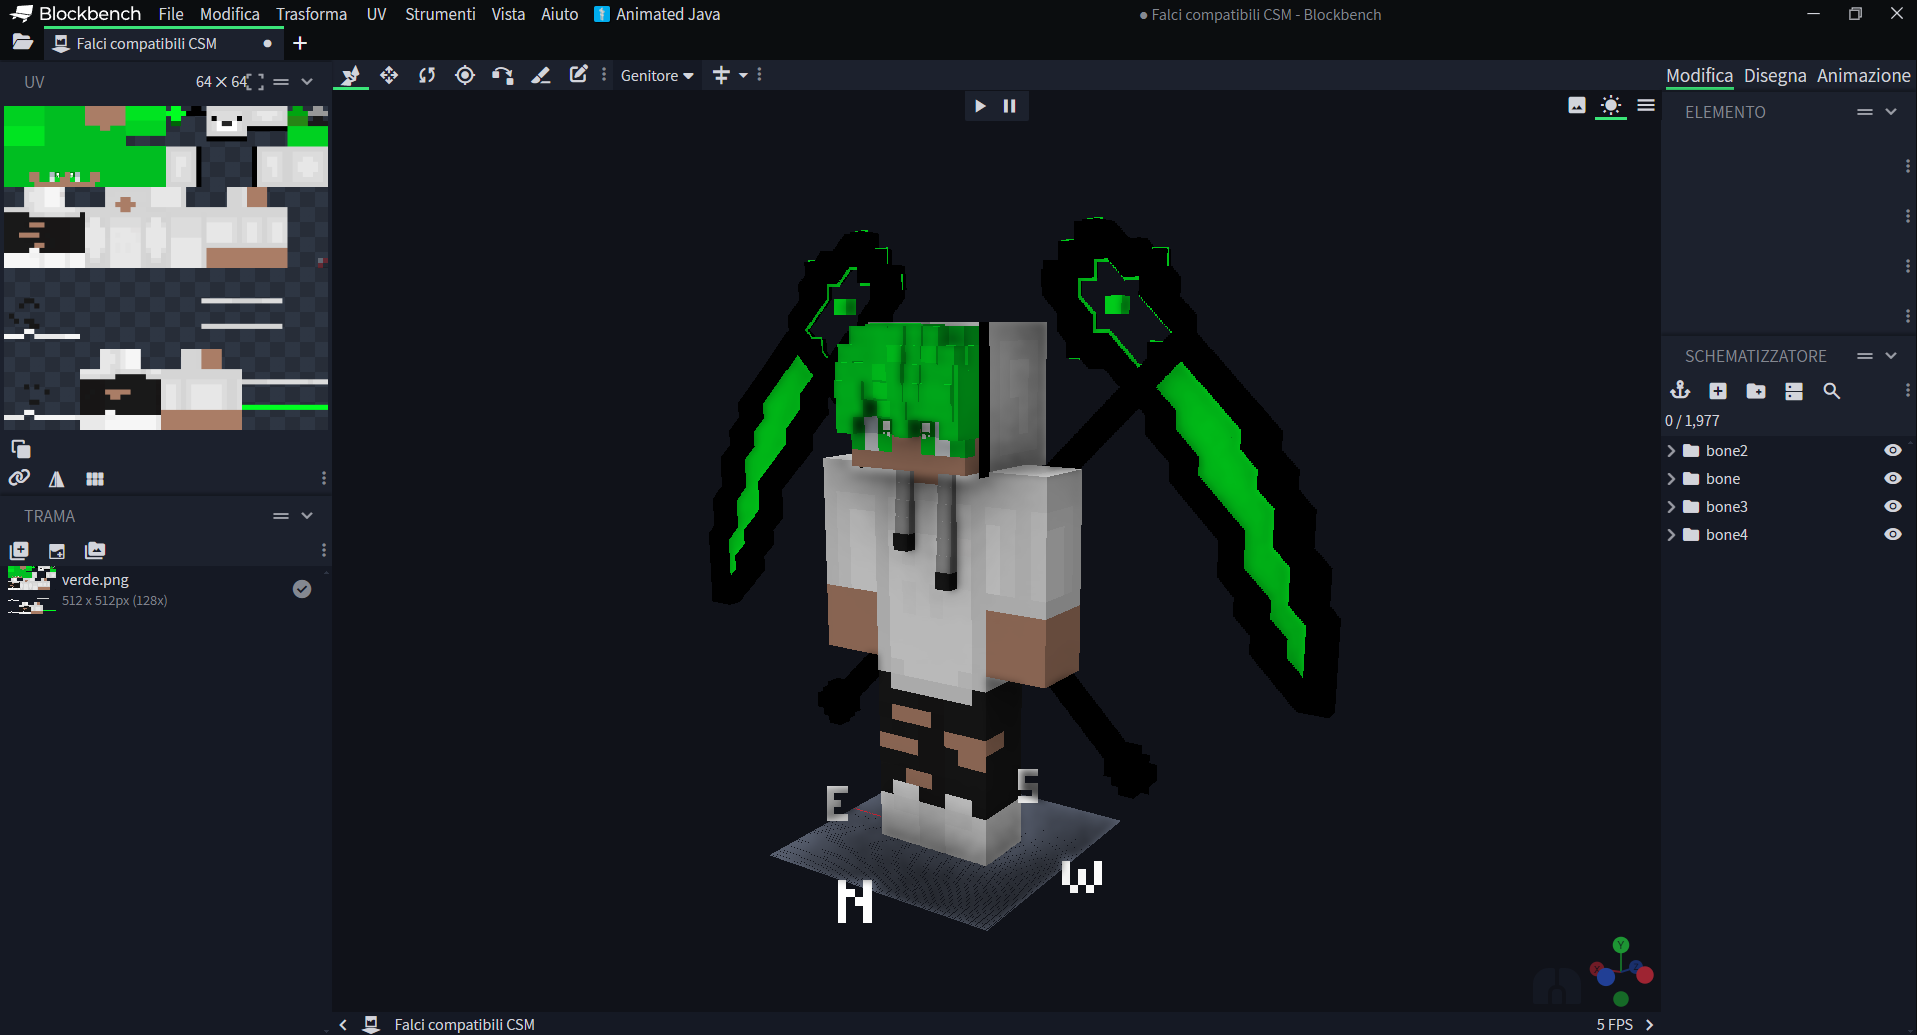 Blockbench File Modifica Trasforma UV Strumenti Vista Aiuto Animated Java
Falci compatibili CSM - Blockbench
Falci compatibili CSM
UV 64×64
Genitore
Modifica Disegna Animazione
ELEMENTO
SCHEMATIZZATORE
0 / 1,977
bone2
bone
bone3
bone4
TRAMA
verde.png
512 x 512px (128x)
E
S
N
W
Y
Falci compatibili CSM
5 FPS